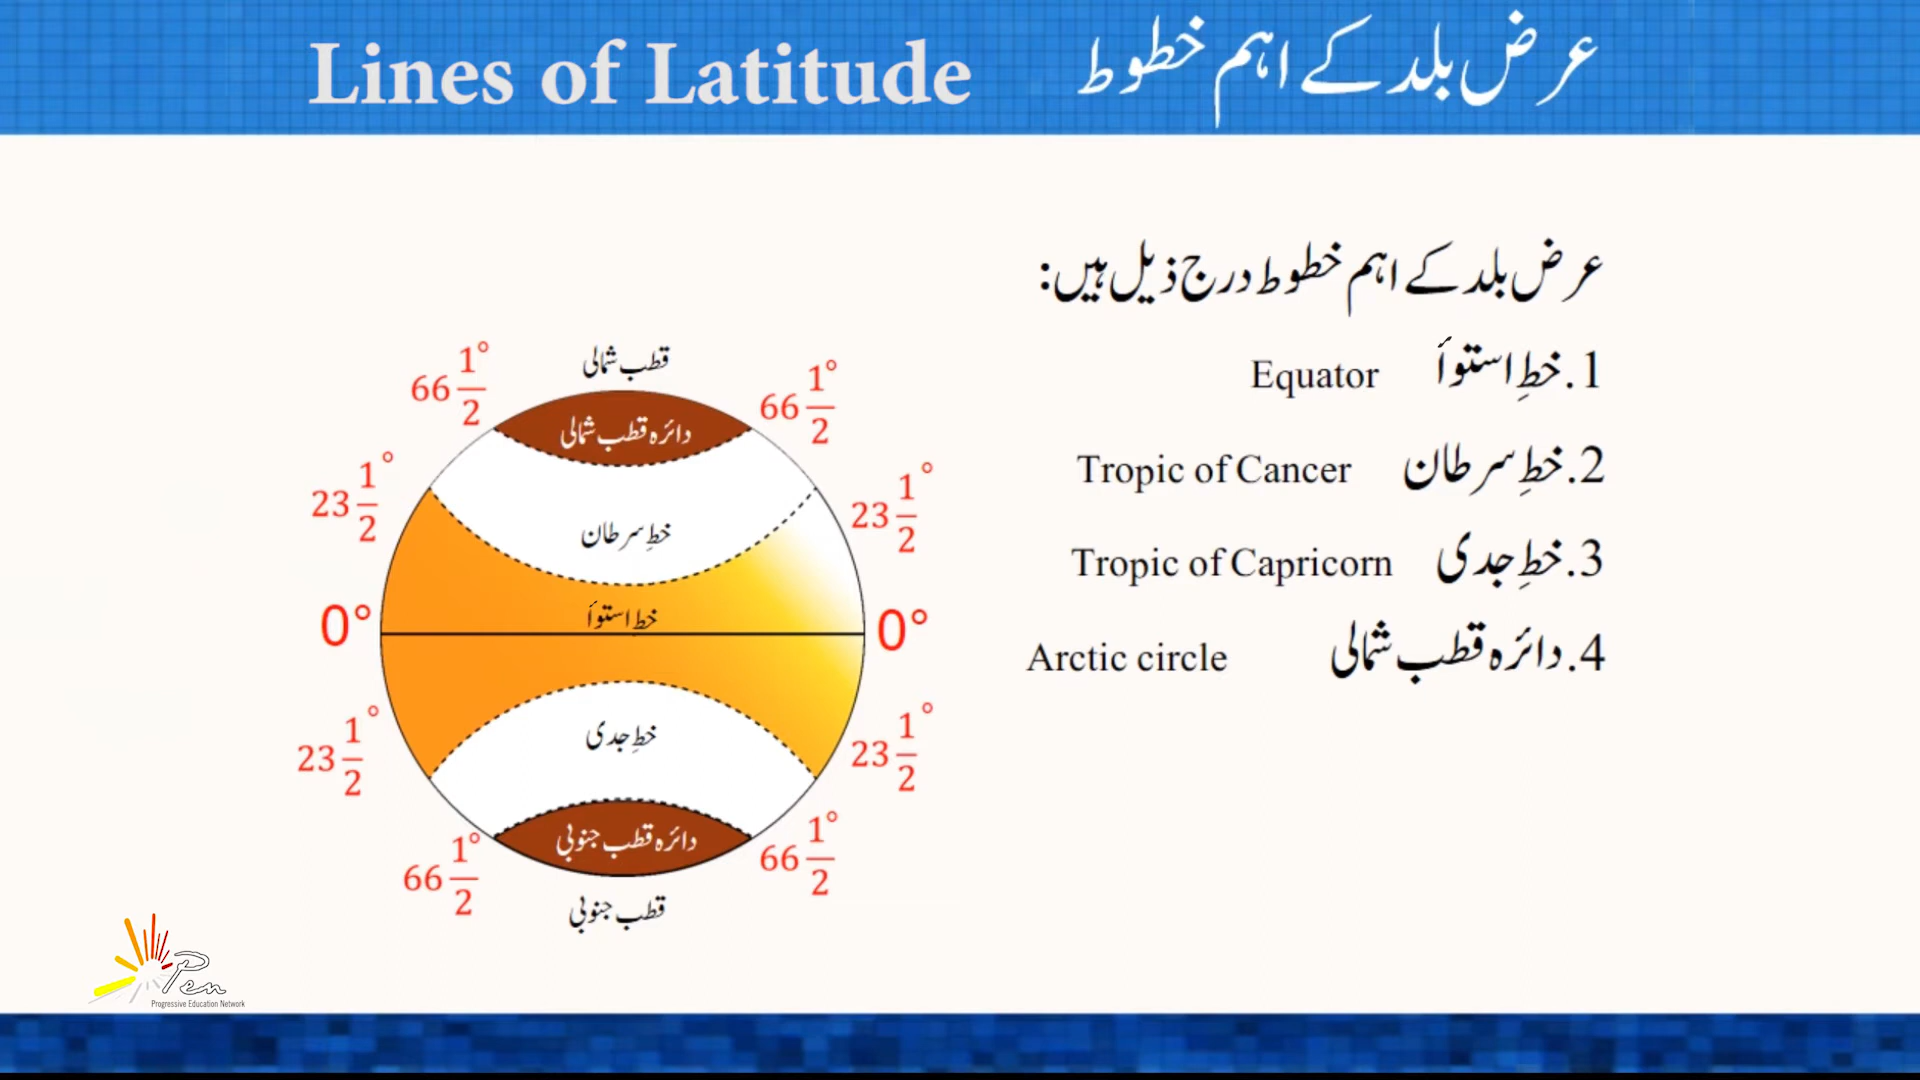 Lines of Latitude
عرض بلد کے اہم خطوط
عرض بلد کے اہم خطوط درج ذیل ہیں:
1. خطِ استوأ Equator
2. خطِ سرطان Tropic of Cancer
3. خطِ جدی Tropic of Capricorn
4. دائرہ قطب شمالی Arctic circle
قطب شمالی
66 1/2° 66 1/2°
دائرہ قطب شمالی
23 1/2° 23 1/2°
خطِ سرطان
خط استوأ
0° 0°
خطِ جدی
23 1/2° 23 1/2°
دائرہ قطب جنوبی
66 1/2° 66 1/2°
قطب جنوبی
Pen
Progressive Education Network